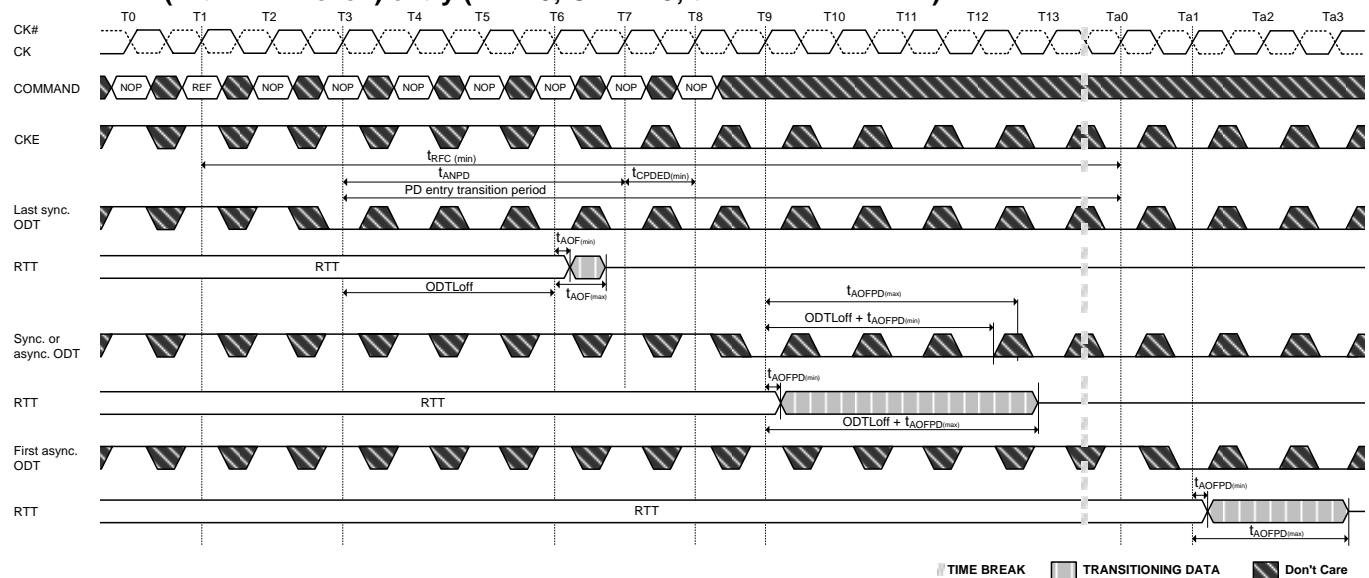 T0 T1 T2 T3 T4 T5 T6 T7 T8 T9 T10 T11 T12 T13 Ta0 Ta1 Ta2 Ta3
CK#
CK
COMMAND NOP REF NOP NOP NOP NOP NOP NOP NOP
CKE
tRFC (min)
tANPD tCPDED(min)
PD entry transition period
Last sync.
ODT
tAOF(min)
RTT RTT
ODTLoff tAOF(max)
tAOFPD(max)
ODTLoff + tAOFPD(min)
Sync. or
async. ODT
tAOFPD(min)
RTT RTT
ODTLoff + tAOFPD(max)
First async.
ODT
tAOFPD(min)
RTT RTT
tAOFPD(max)
TIME BREAK TRANSITIONING DATA Don't Care